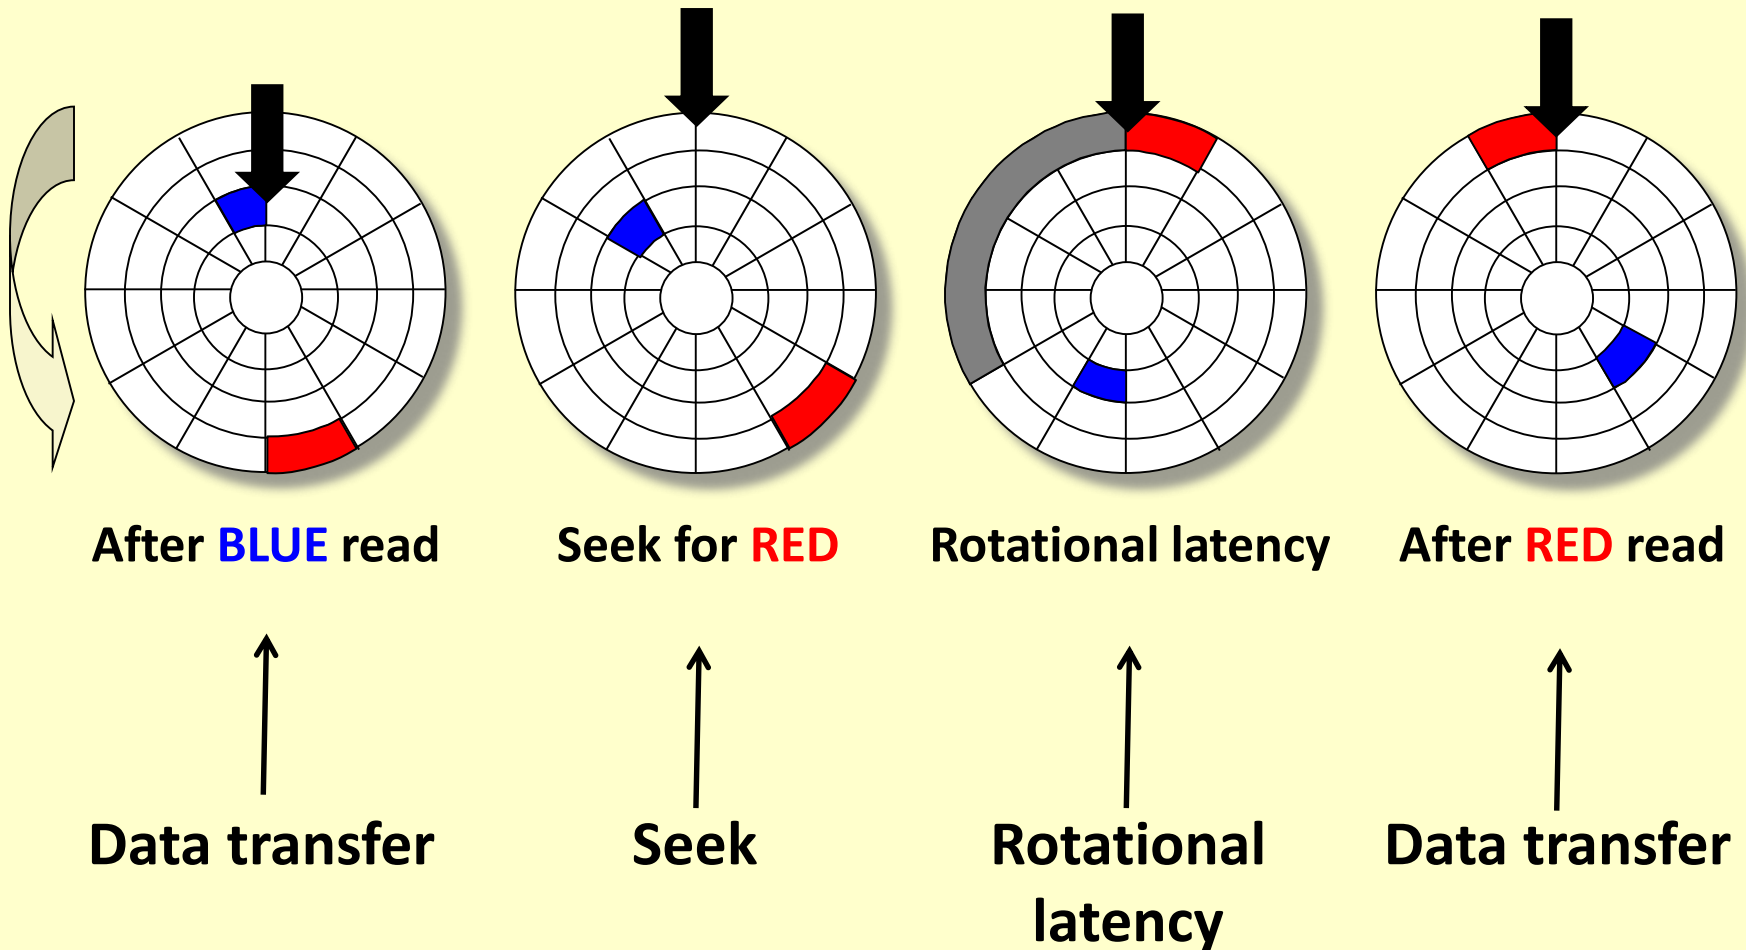 After BLUE read
Seek for RED
Rotational latency
After RED read
Data transfer
Seek
Rotational
latency
Data transfer